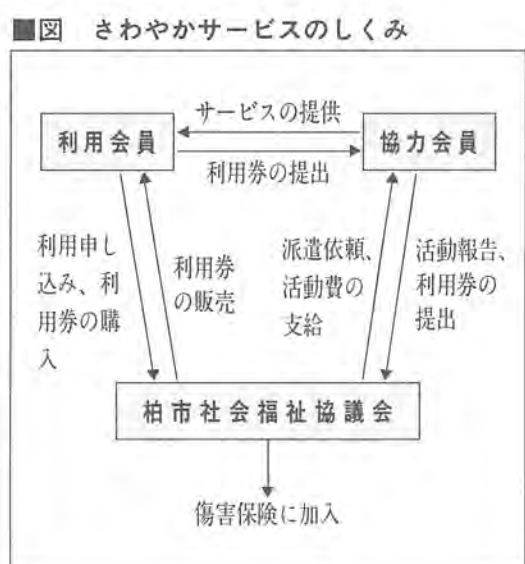 ■図 さわやかサービスのしくみ
サービスの提供
利用会員
協力会員
利用券の提出
利用申し
込み、利
用券の購
入
利用券
の販売
派遣依頼、
活動費の
支給
活動報告、
利用券の
提出
柏市社会福祉協議会
傷害保険に加入